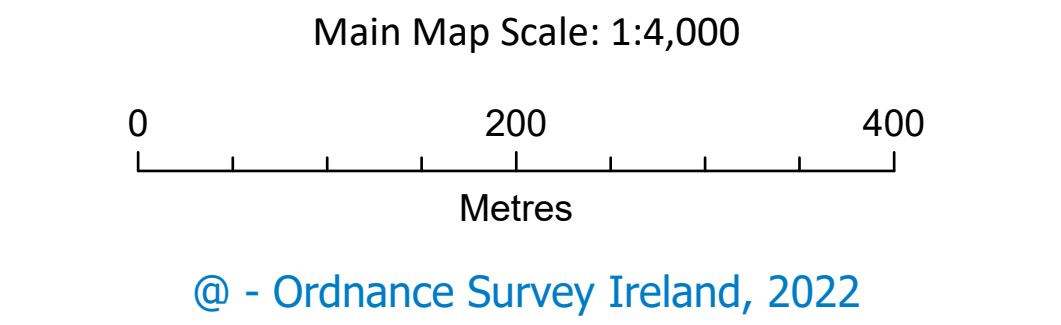 Main Map Scale: 1:4,000
0 200 400
Metres
@ - Ordnance Survey Ireland, 2022